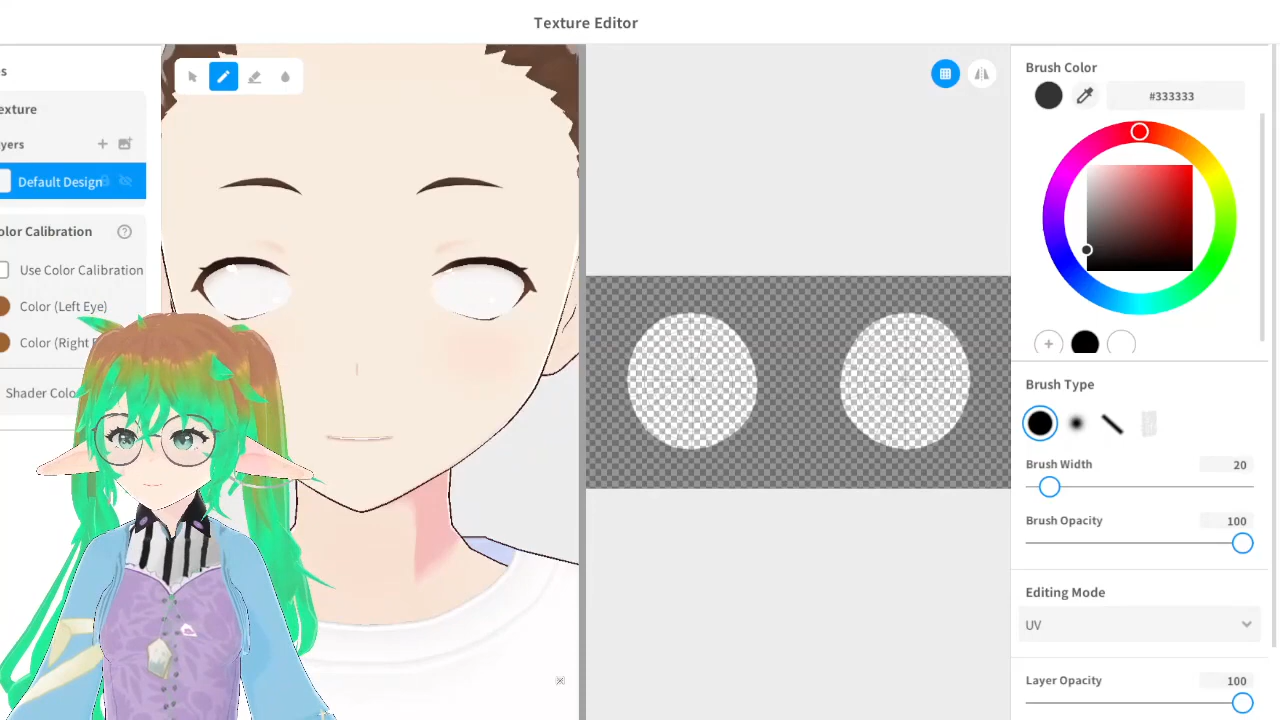 Texture Editor
s
exture
yers
Default Design
olor Calibration
?
Use Color Calibration
Color (Left Eye)
Color (Right E
Shader Colo
Brush Color
#333333
Brush Type
Brush Width 20
Brush Opacity 100
Editing Mode
UV
Layer Opacity 100